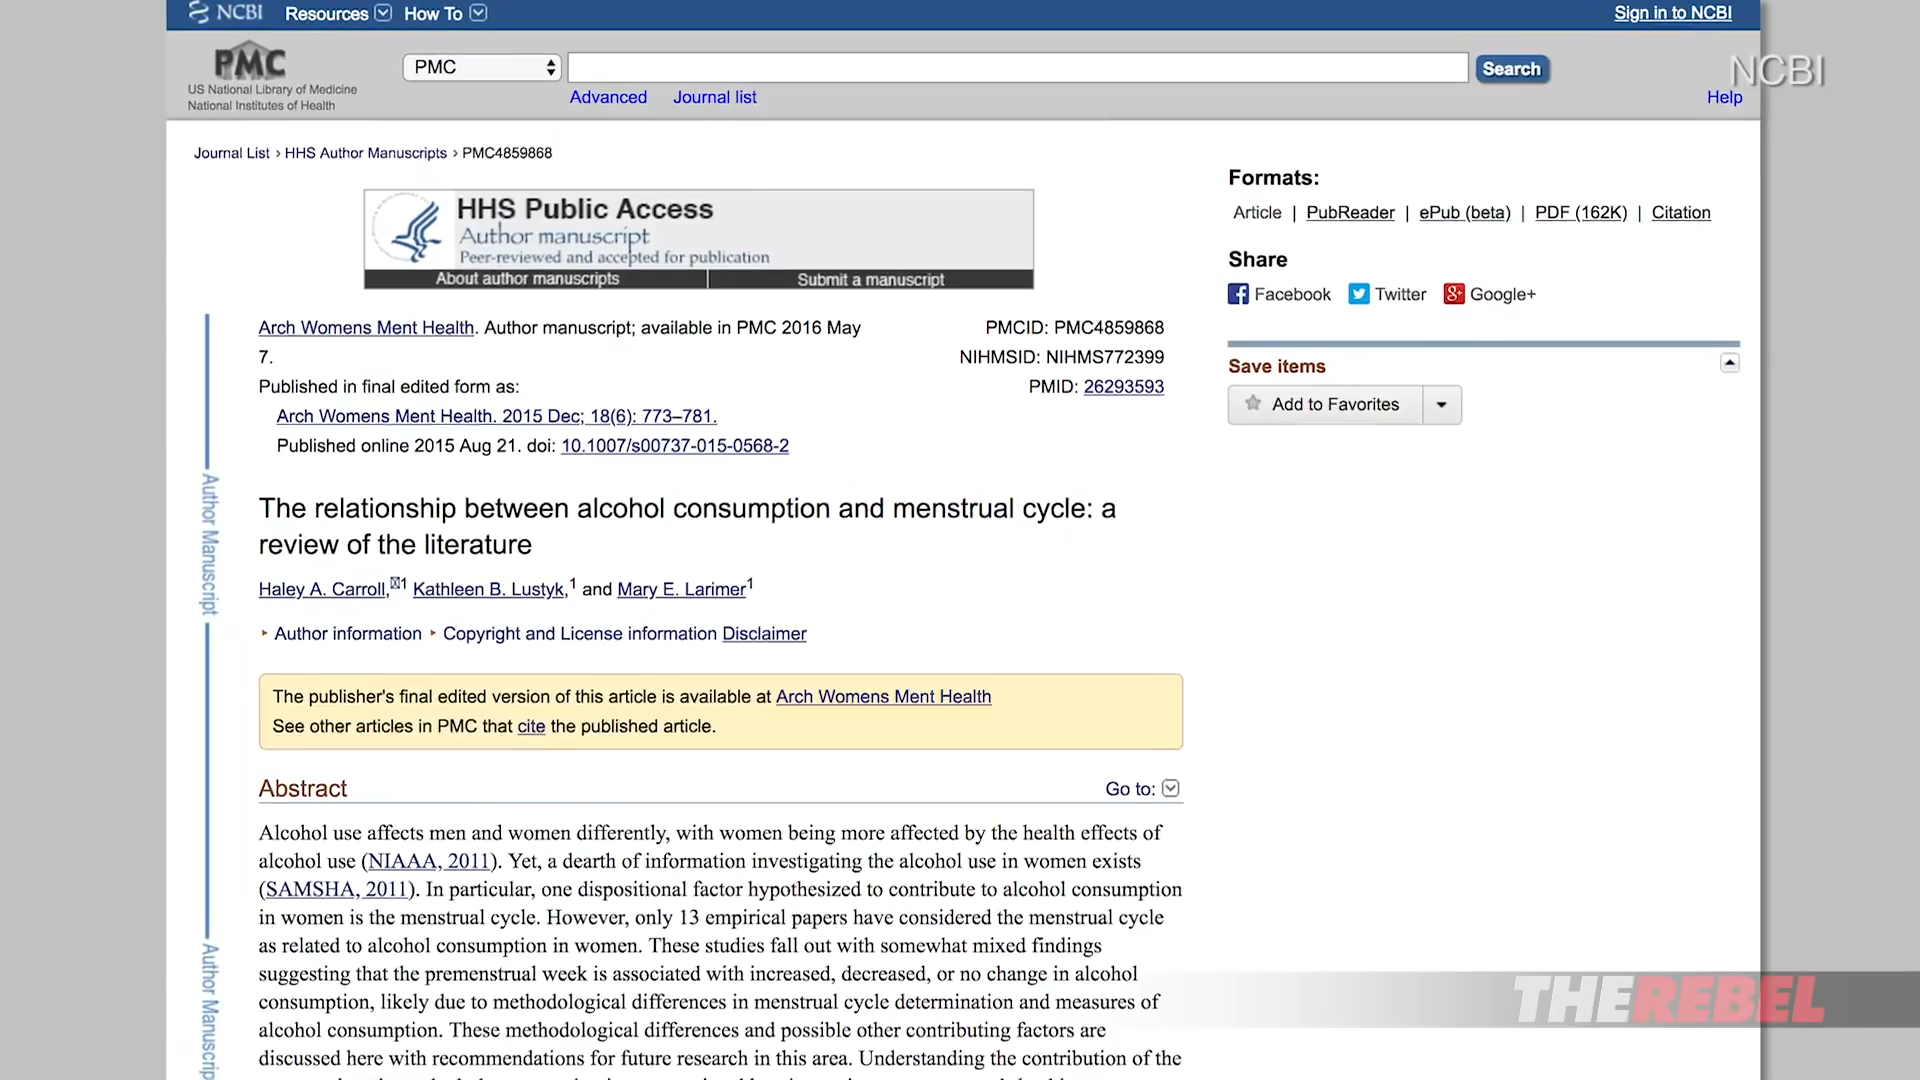 NCBI Resources How To Sign in to NCBI
PMC
US National Library of Medicine
National Institutes of Health
PMC
Search
Advanced Journal list
Help
NCBI
Journal List › HHS Author Manuscripts › PMC4859868
HHS Public Access
Author manuscript
Peer-reviewed and accepted for publication
About author manuscripts Submit a manuscript
Formats:
Article | PubReader | ePub (beta) | PDF (162K) | Citation
Share
Facebook Twitter Google+
Save items
Add to Favorites
Arch Womens Ment Health. Author manuscript; available in PMC 2016 May
7.
PMCID: PMC4859868
NIHMSID: NIHMS772399
PMID: 26293593
Published in final edited form as:
Arch Womens Ment Health. 2015 Dec; 18(6): 773–781.
Published online 2015 Aug 21. doi: 10.1007/s00737-015-0568-2
The relationship between alcohol consumption and menstrual cycle: a
review of the literature
Haley A. Carroll,1 Kathleen B. Lustyk,1 and Mary E. Larimer1
Author information Copyright and License information Disclaimer
The publisher's final edited version of this article is available at Arch Womens Ment Health
See other articles in PMC that cite the published article.
Abstract Go to:
Alcohol use affects men and women differently, with women being more affected by the health effects of
alcohol use (NIAAA, 2011). Yet, a dearth of information investigating the alcohol use in women exists
(SAMSHA, 2011). In particular, one dispositional factor hypothesized to contribute to alcohol consumption
in women is the menstrual cycle. However, only 13 empirical papers have considered the menstrual cycle
as related to alcohol consumption in women. These studies fall out with somewhat mixed findings
suggesting that the premenstrual week is associated with increased, decreased, or no change in alcohol
consumption, likely due to methodological differences in menstrual cycle determination and measures of
alcohol consumption. These methodological differences and possible other contributing factors are
discussed here with recommendations for future research in this area. Understanding the contribution of the
Author Manuscript
Author Manuscrip
THE REBEL